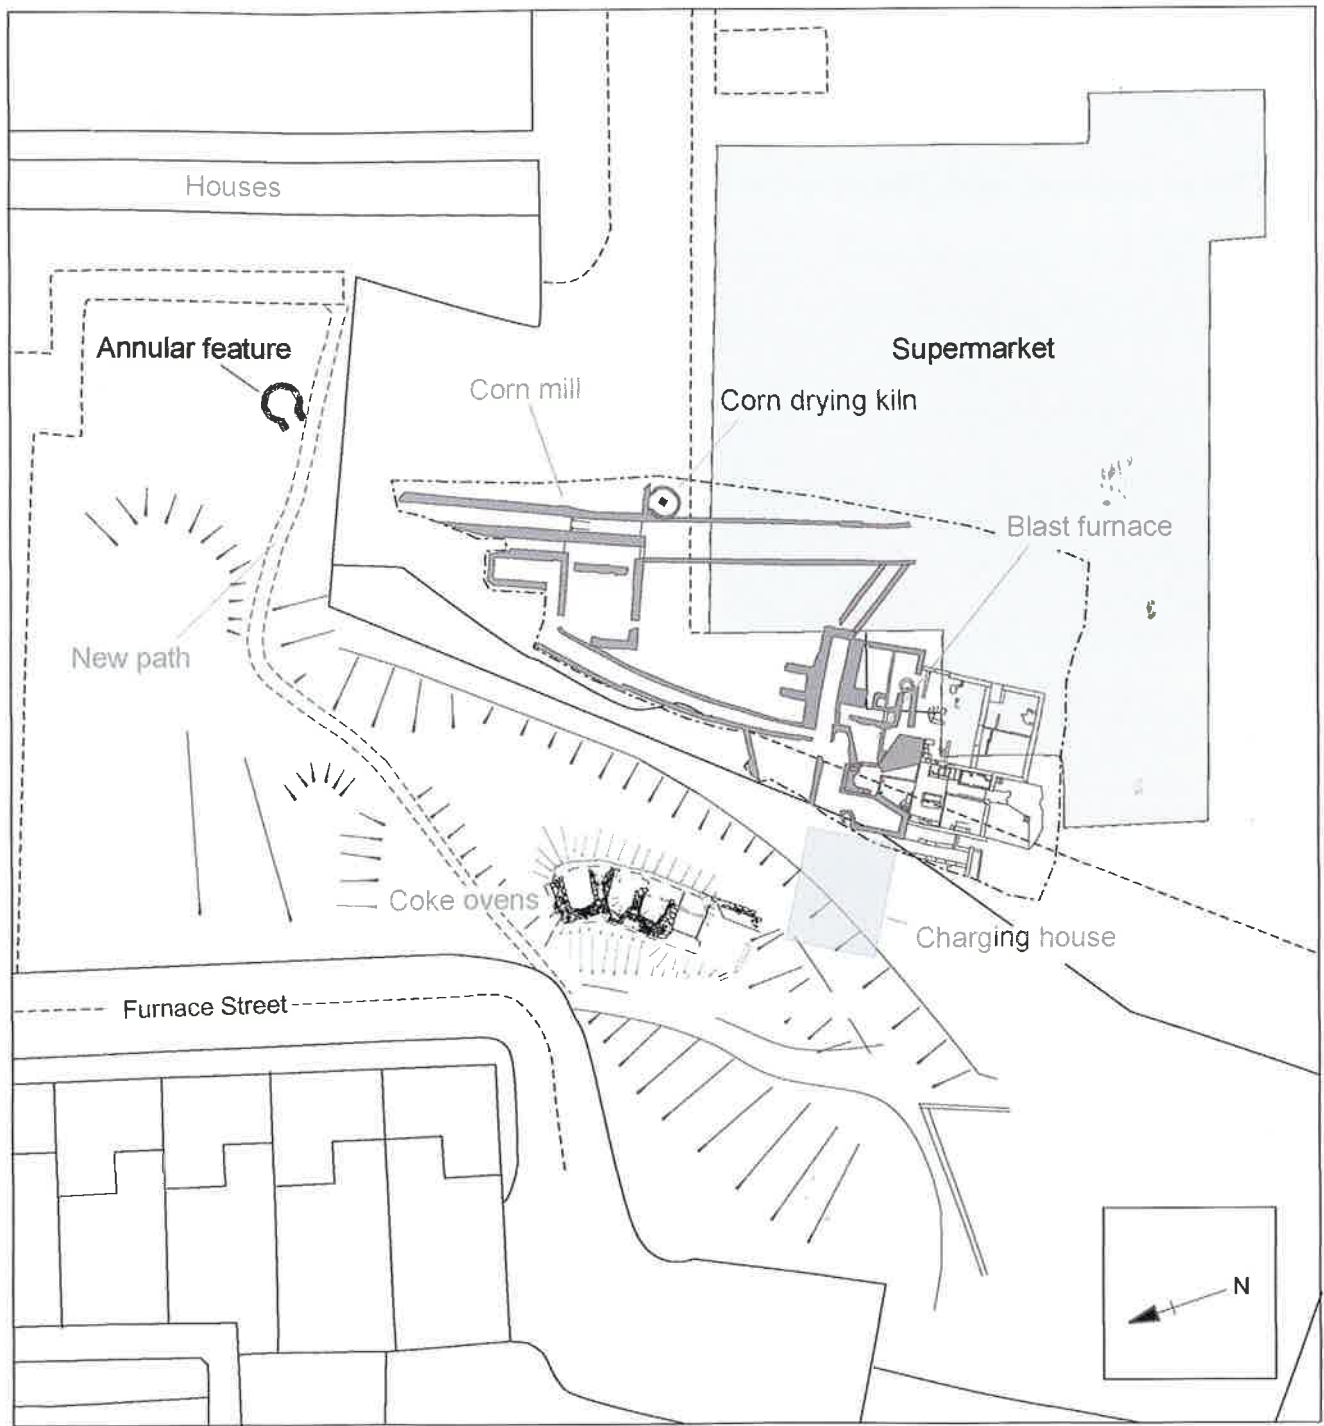 Houses
Annular feature
Supermarket
Corn mill
Corn drying kiln
Blast furnace
New path
Coke ovens
Charging house
Furnace Street
N